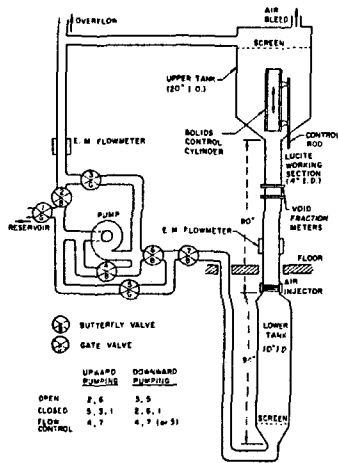 OVERFLOW
AIR
BLEED
SCREEN
UPPER TANK
(20" I.D.)
E.M FLOWMETER
SOLIDS
CONTROL
CYLINDER
CONTROL
ROD
LUCITE
WORKING
SECTION
(4" I.D.)
RESERVOIR
PUMP
80"
VOID
FRACTION
METERS
E.M FLOWMETER
FLOOR
AIR
INJECTOR
BUTTERFLY VALVE
GATE VALVE
LOWER
TANK
10" I D
SCREEN
UPWARD PUMPING
DOWNWARD PUMPING
OPEN 2, 6 3, 5
CLOSED 5, 3, 1 2, 6, 1
FLOW CONTROL 4, 7 4, 7 (or 5)